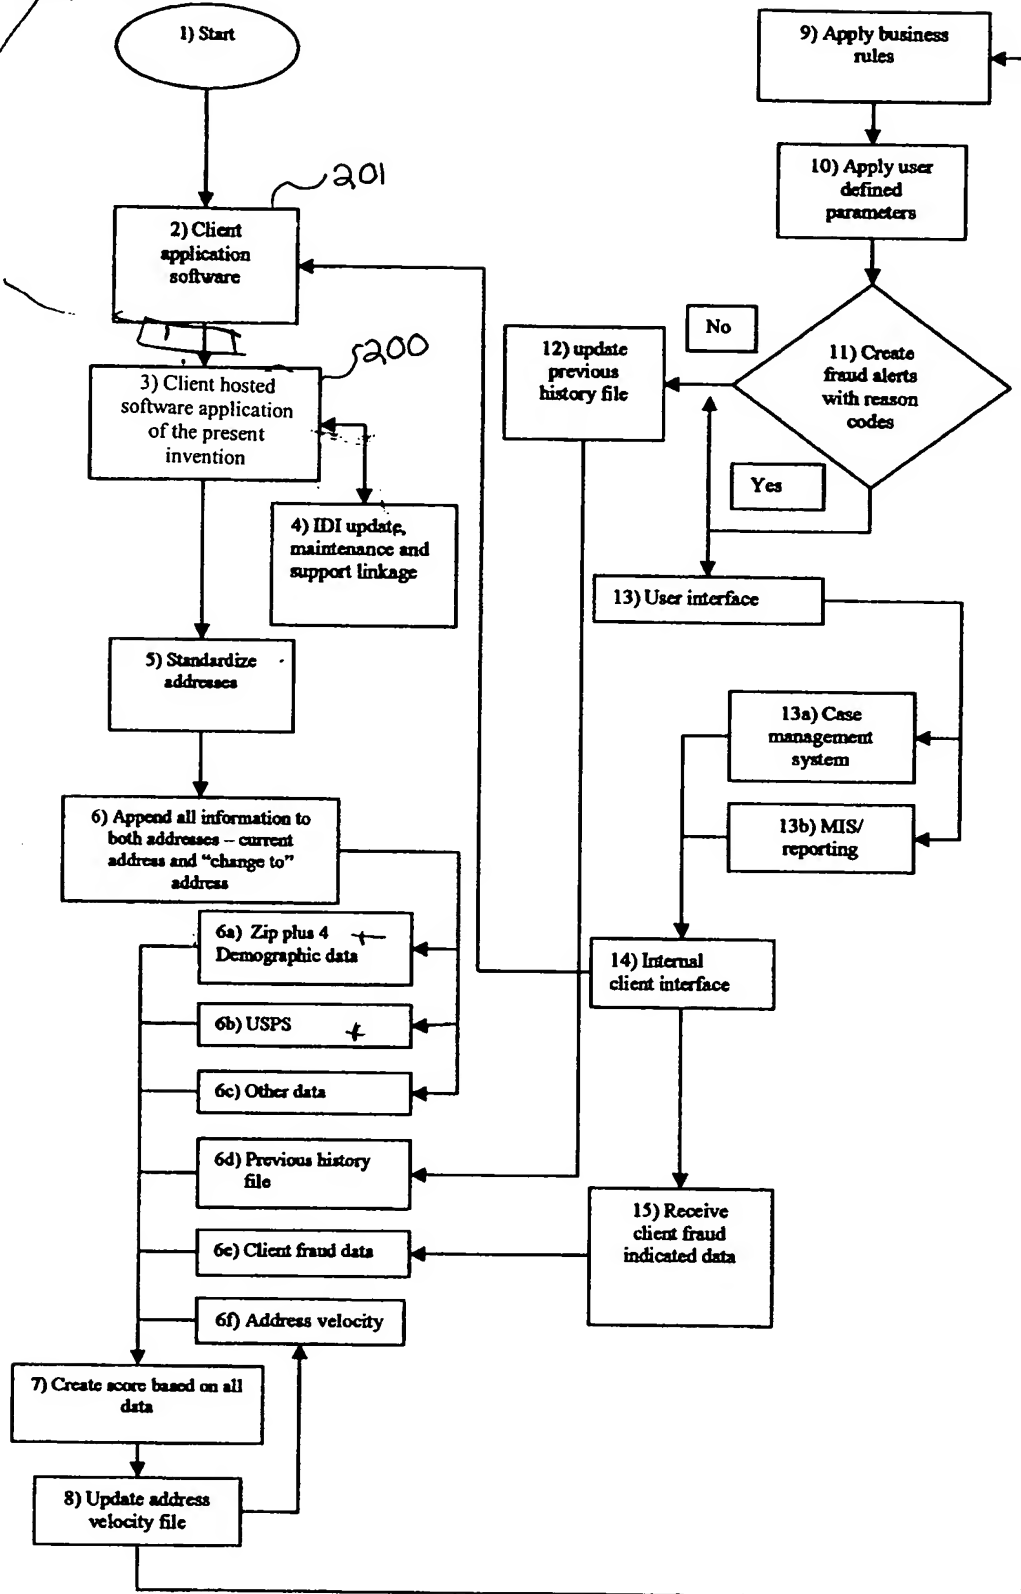 1) Start
201
2) Client
application
software
200
3) Client hosted
software application
of the present
invention
4) IDI update,
maintenance and
support linkage
5) Standardize
addresses
6) Append all information to
both addresses – current
address and "change to"
address
6a) Zip plus 4
Demographic data
6b) USPS
6c) Other data
6d) Previous history
file
6e) Client fraud data
6f) Address velocity
7) Create score based on all
data
8) Update address
velocity file
9) Apply business
rules
10) Apply user
defined
parameters
11) Create
fraud alerts
with reason
codes
No
12) update
previous
history file
Yes
13) User interface
13a) Case
management
system
13b) MIS/
reporting
14) Internal
client interface
15) Receive
client fraud
indicated data